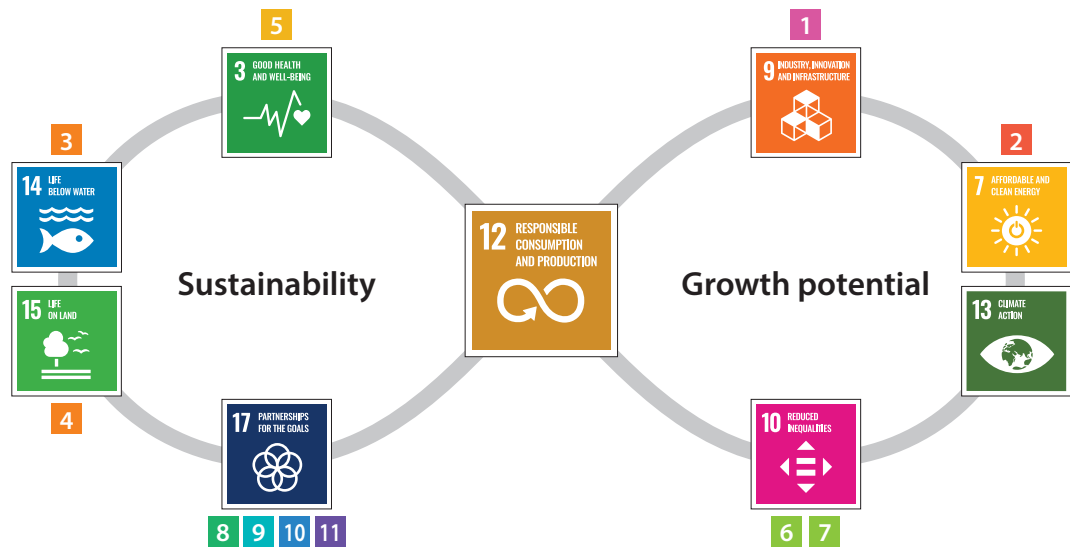 5
3 GOOD HEALTH
AND WELL-BEING
1
9 INDUSTRY, INNOVATION
AND INFRASTRUCTURE
3
14 LIFE
BELOW WATER
2
7 AFFORDABLE AND
CLEAN ENERGY
12 RESPONSIBLE
CONSUMPTION
AND PRODUCTION
Sustainability
Growth potential
15 LIFE
ON LAND
4
13 CLIMATE
ACTION
17 PARTNERSHIPS
FOR THE GOALS
8 9 10 11
10 REDUCED
INEQUALITIES
6 7